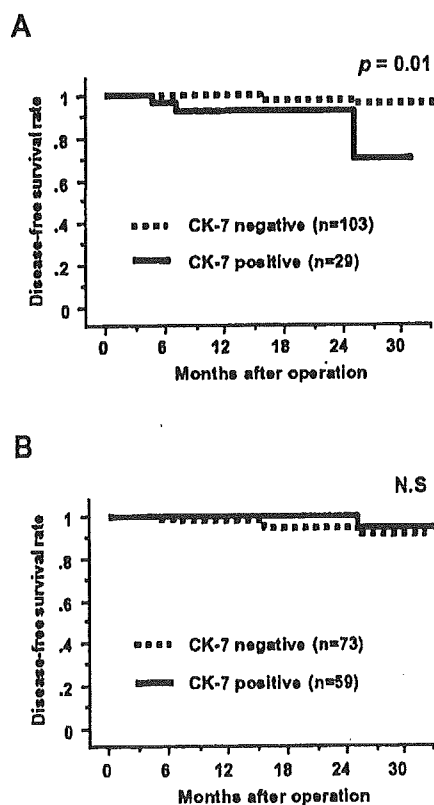 A
p = 0.01
Disease-free survival rate
1
.8
.6
.4
.2
0
CK-7 negative (n=103)
CK-7 positive (n=29)
0 6 12 18 24 30
Months after operation
B
N.S
Disease-free survival rate
1
.8
.6
.4
.2
0
CK-7 negative (n=73)
CK-7 positive (n=59)
0 6 12 18 24 30
Months after operation